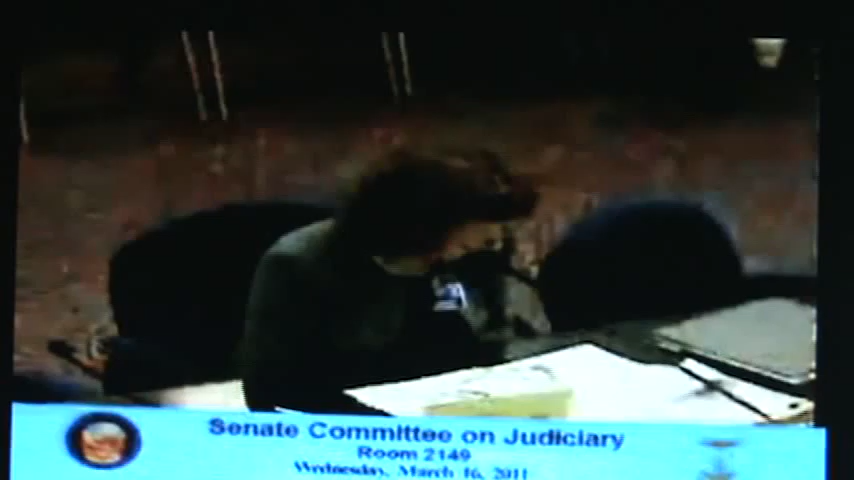 Senate Committee on Judiciary
Room 2149
Wednesday, March 16, 2011